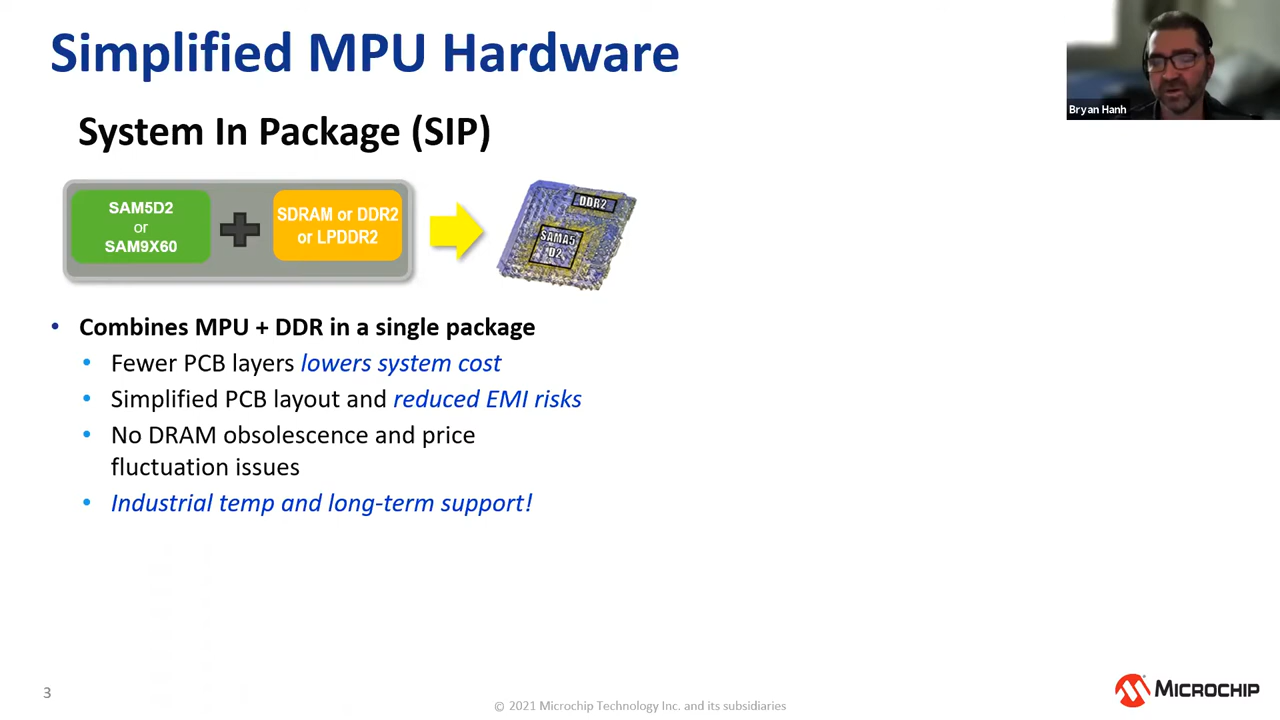 Simplified MPU Hardware
Bryan Hanh
System In Package (SIP)
SAM5D2
or
SAM9X60
SDRAM or DDR2
or LPDDR2
DDR2
SAMA5
D2
• Combines MPU + DDR in a single package
• Fewer PCB layers lowers system cost
• Simplified PCB layout and reduced EMI risks
• No DRAM obsolescence and price
fluctuation issues
• Industrial temp and long-term support!
3
© 2021 Microchip Technology Inc. and its subsidiaries
MICROCHIP